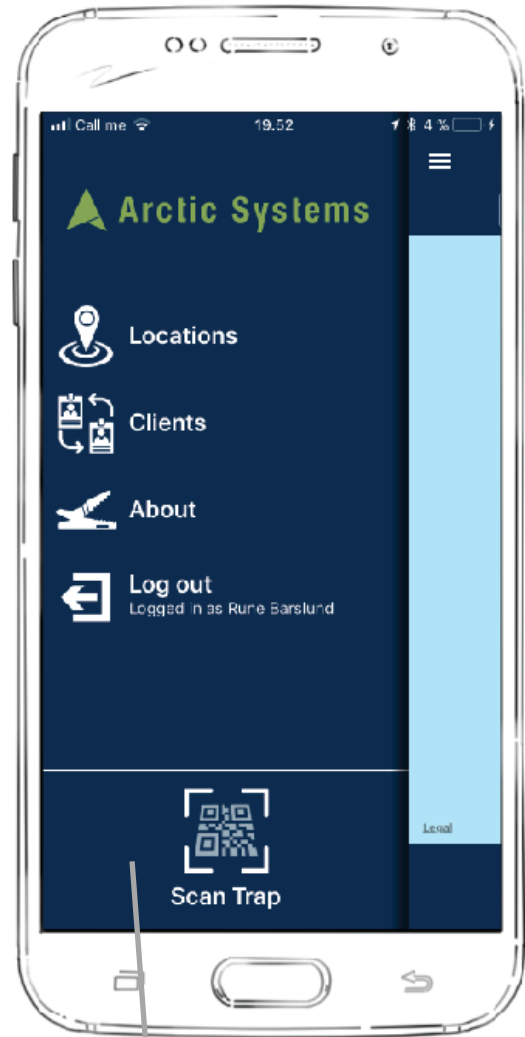 Call me 19.52 4 %
Arctic Systems
Locations
Clients
About
Log out
Logged in as Rune Barslund
Legal
Scan Trap